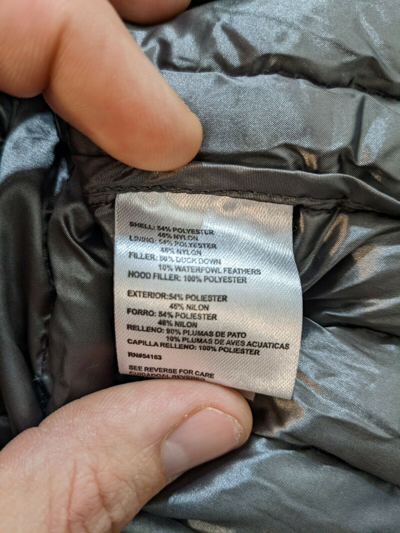 SHELL: 54% POLYESTER
46% NYLON
LINING: 54% POLYESTER
46% NYLON
FILLER: 90% DUCK DOWN
10% WATERFOWL FEATHERS
HOOD FILLER: 100% POLYESTER
EXTERIOR:54% POLIESTER
46% NILON
FORRO: 54% POLIESTER
46% NILON
RELLENO: 90% PLUMAS DE PATO
10% PLUMAS DE AVES ACUATICAS
CAPILLA RELLENO: 100% POLIESTER
RN#54163
SEE REVERSE FOR CARE